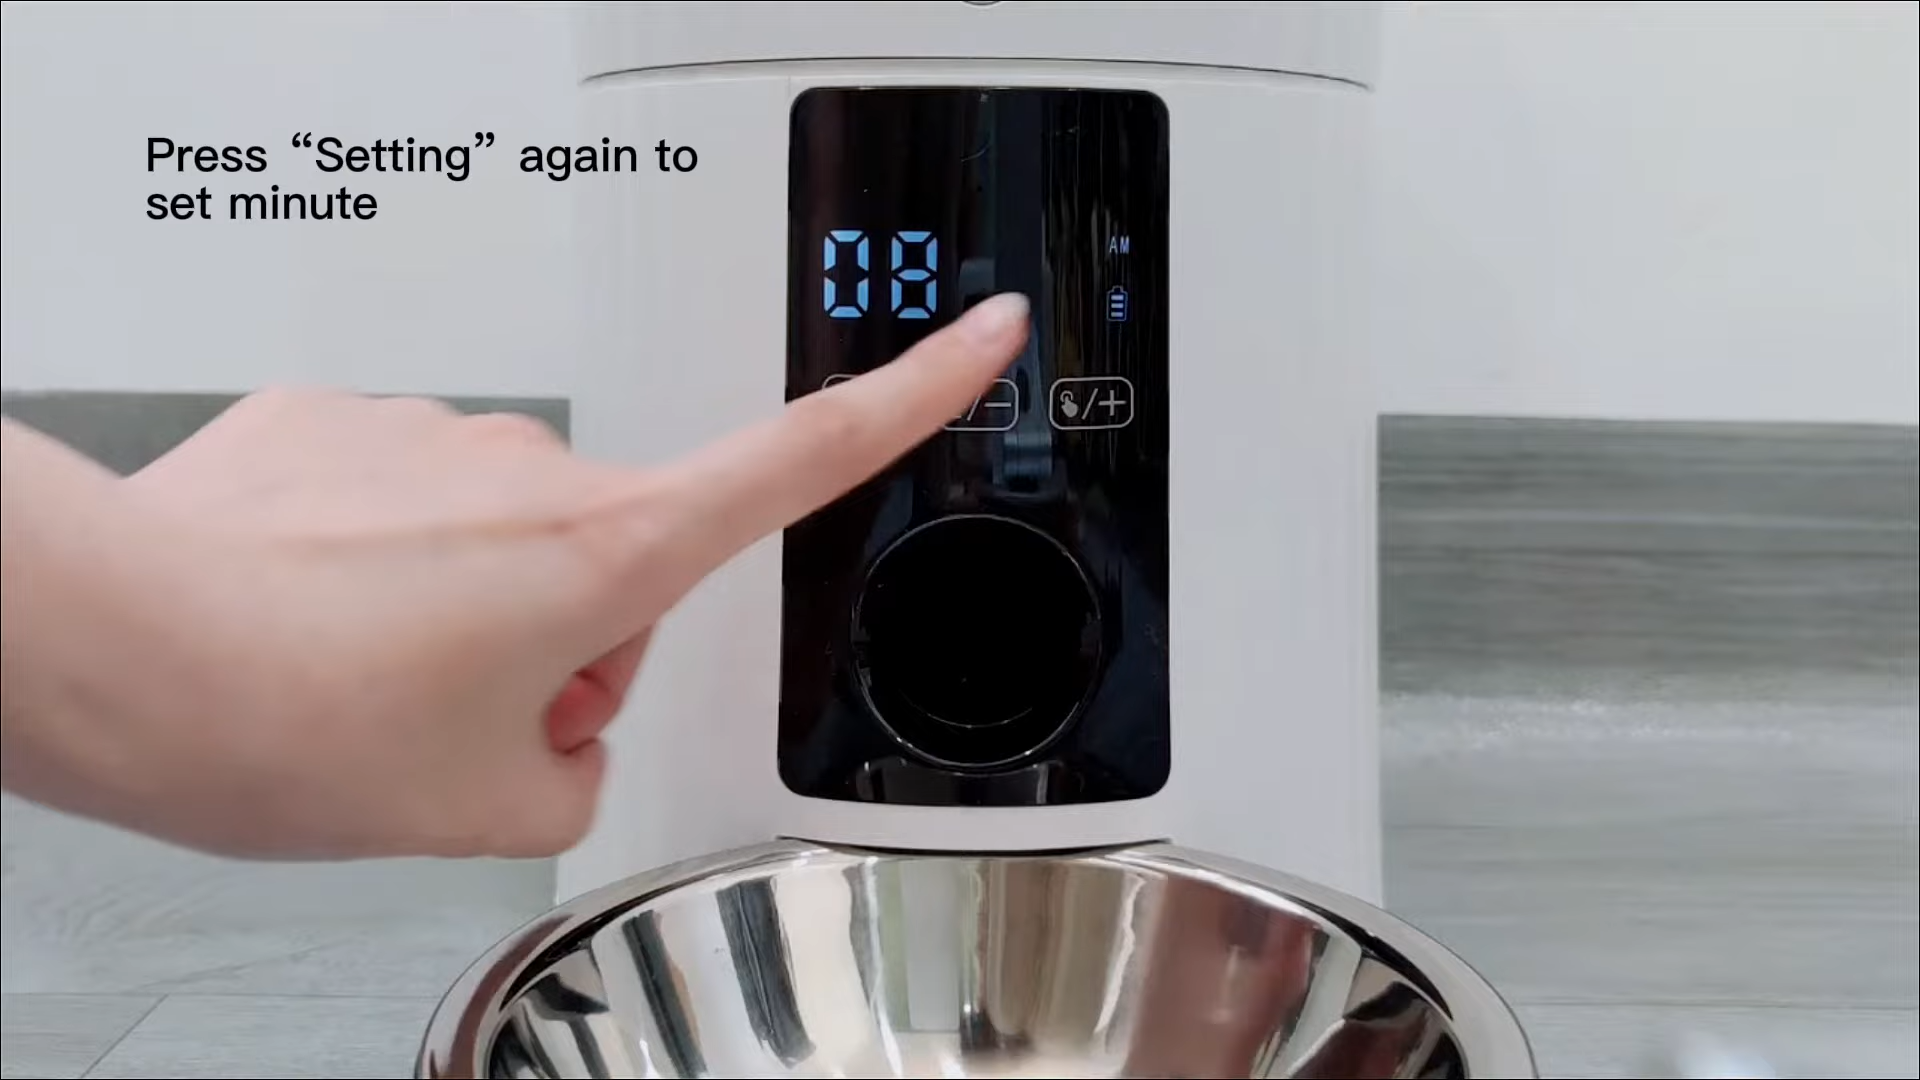 Press “Setting” again to
set minute
08
AM
/−
/+